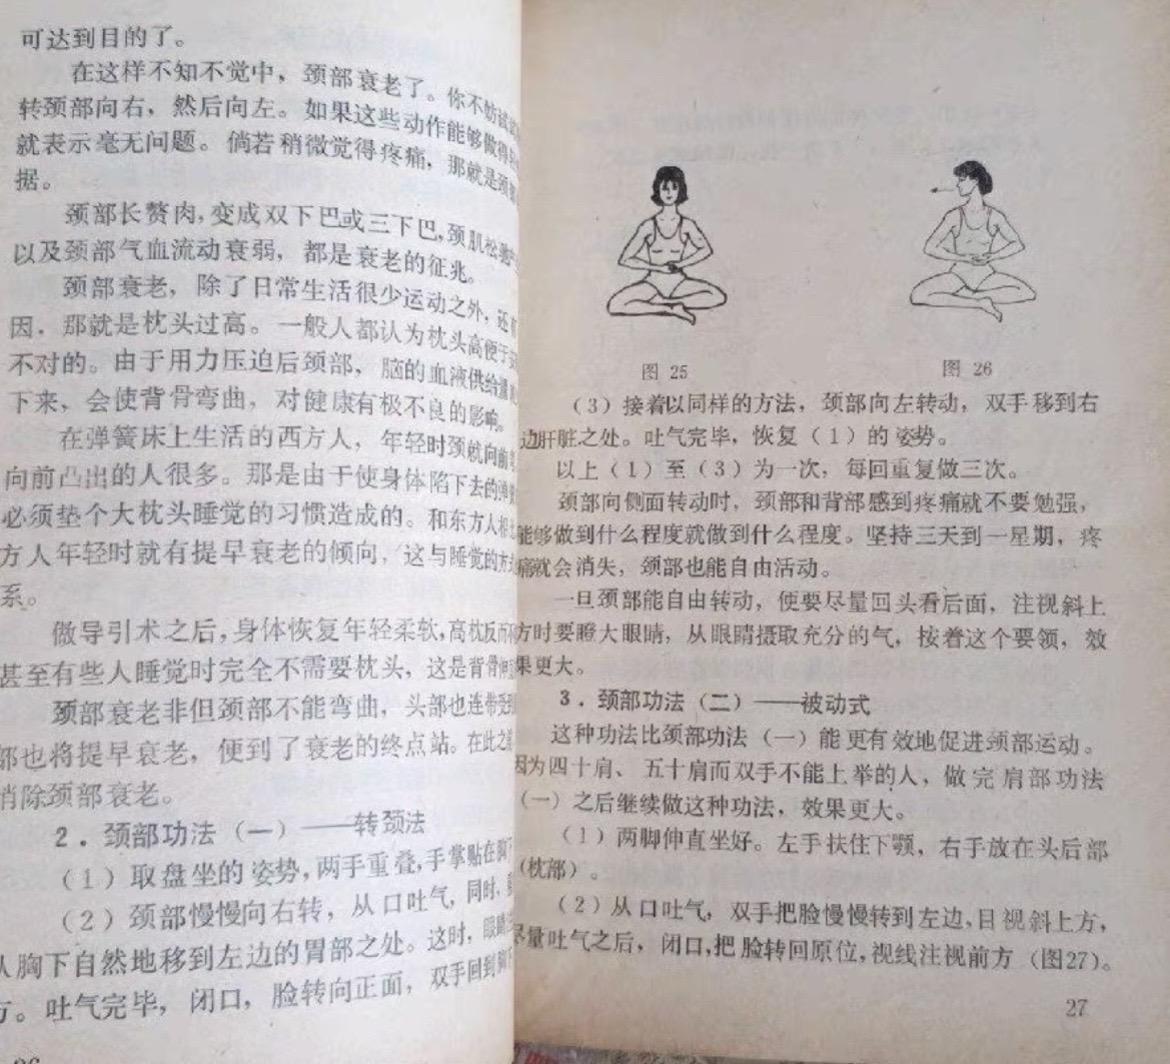 可达到目的了。
在这样不知不觉中，颈部衰老了。你不妨试
转颈部向右，然后向左。如果这些动作能够做得
就表示毫无问题。倘若稍微觉得疼痛，那就是颈
据。
颈部长赘肉，变成双下巴或三下巴，颈肌松
以及颈部气血流动衰弱，都是衰老的征兆。
颈部衰老，除了日常生活很少运动之外，还
因．那就是枕头过高。一般人都认为枕头高便于
不对的。由于用力压迫后颈部，脑的血液供给
下来，会使背骨弯曲，对健康有极不良的影响。
在弹簧床上生活的西方人，年轻时颈就向前
向前凸出的人很多。那是由于使身体陷下去的弹
必须垫个大枕头睡觉的习惯造成的。和东方人相
方人年轻时就有提早衰老的倾向，这与睡觉的方
系。
做导引术之后，身体恢复年轻柔软，高枕反而
甚至有些人睡觉时完全不需要枕头，这是背骨
颈部衰老非但颈部不能弯曲，头部也连带受
部也将提早衰老，便到了衰老的终点站。在此之
消除颈部衰老。
2．颈部功法（一）——转颈法
（1）取盘坐的姿势，两手重叠，手掌贴在
（2）颈部慢慢向右转，从口吐气，同时，
从胸下自然地移到左边的胃部之处。这时，眼睛
方。吐气完毕，闭口，脸转向正面，双手回到
26
图 25
图 26
（3）接着以同样的方法，颈部向左转动，双手移到右
边肝脏之处。吐气完毕，恢复（1）的姿势。
以上（1）至（3）为一次，每回重复做三次。
颈部向侧面转动时，颈部和背部感到疼痛就不要勉强，
能够做到什么程度就做到什么程度。坚持三天到一星期，疼
痛就会消失，颈部也能自由活动。
一旦颈部能自由转动，便要尽量回头看后面，注视斜上
方时要瞪大眼睛，从眼睛摄取充分的气，按着这个要领，效
果更大。
3．颈部功法（二）——被动式
这种功法比颈部功法（一）能更有效地促进颈部运动。
因为四十肩、五十肩而双手不能上举的人，做完肩部功法
（一）之后继续做这种功法，效果更大。
（1）两脚伸直坐好。左手扶住下颚，右手放在头后部
（枕部）。
（2）从口吐气，双手把脸慢慢转到左边，目视斜上方，
尽量吐气之后，闭口，把脸转回原位，视线注视前方（图27）。
27